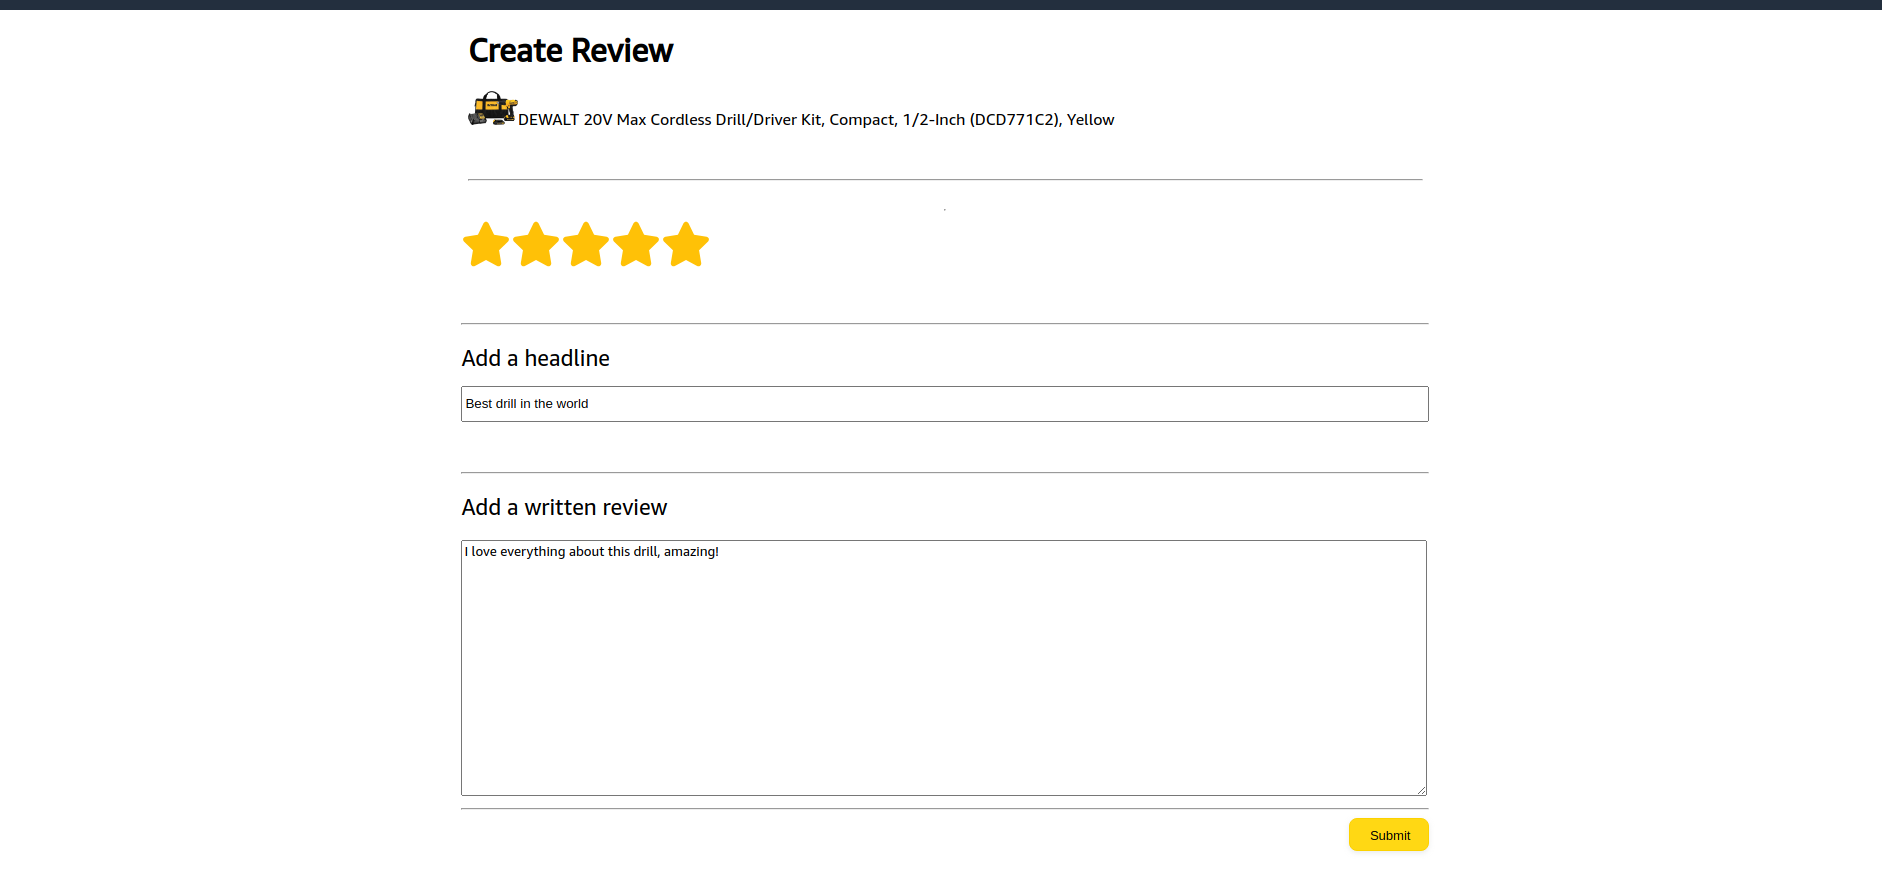 Create Review
DEWALT 20V Max Cordless Drill/Driver Kit, Compact, 1/2-Inch (DCD771C2), Yellow
Add a headline
Best drill in the world
Add a written review
I love everything about this drill, amazing!
Submit